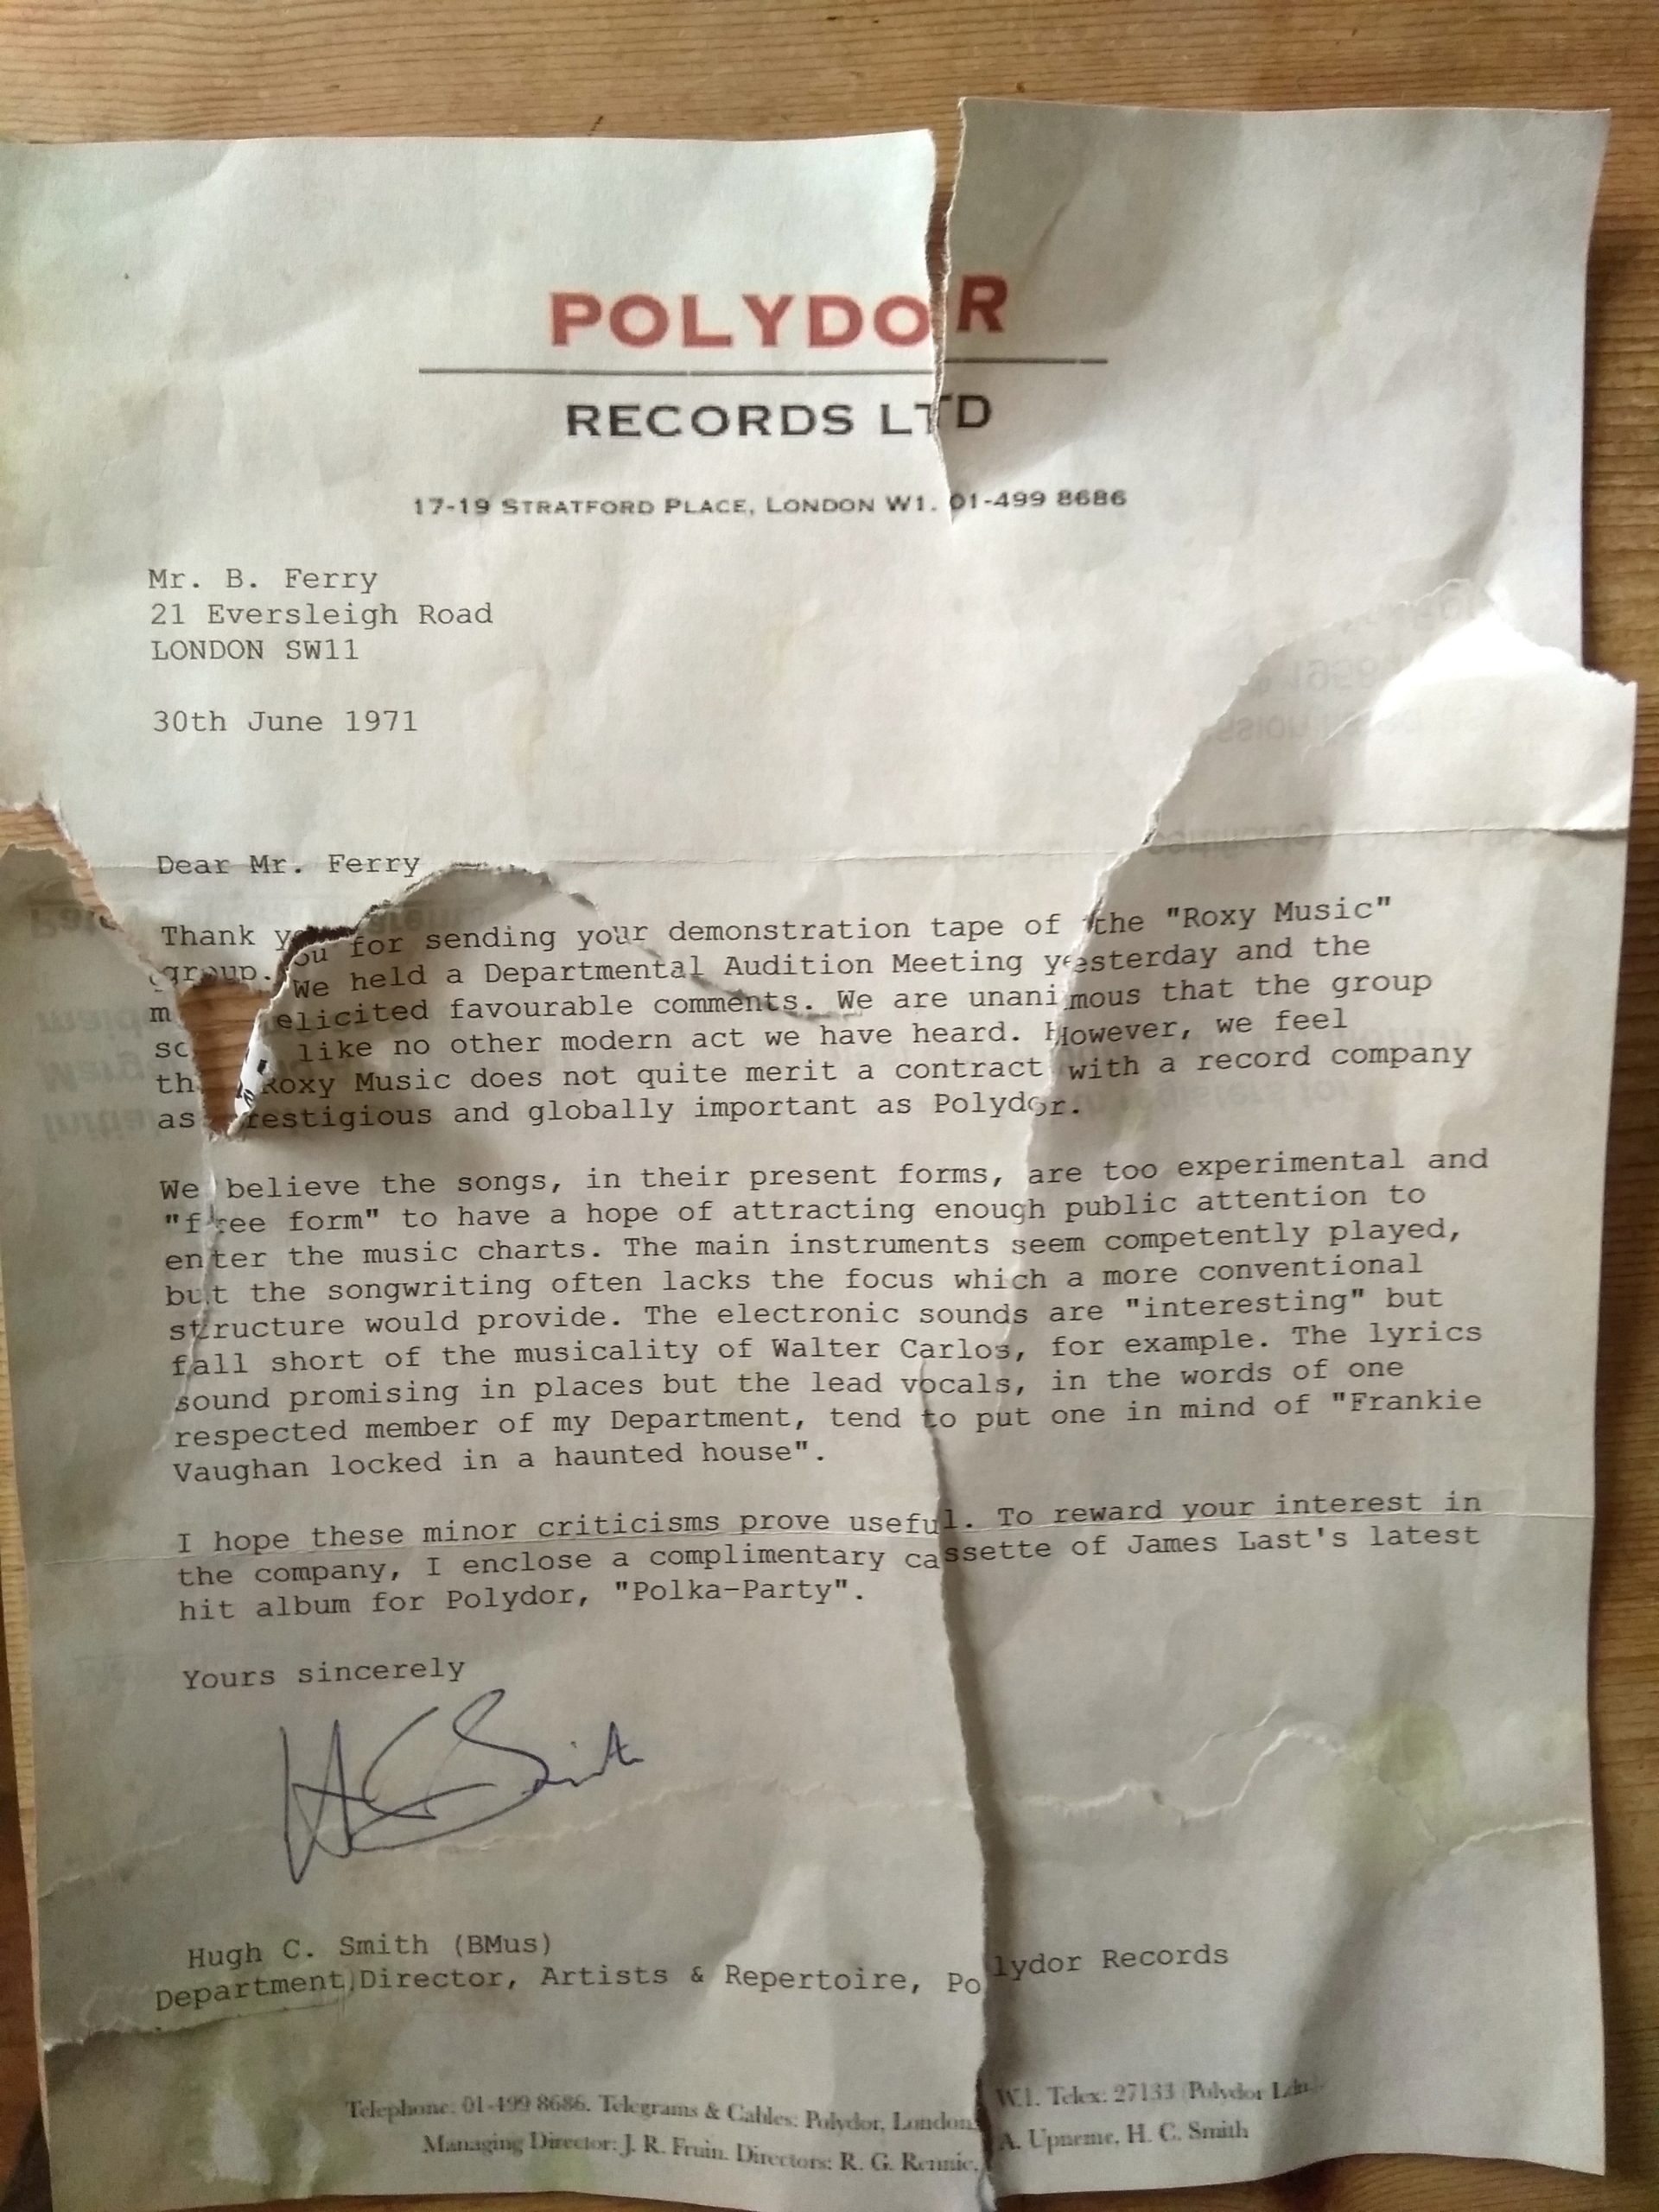 POLYDOR
RECORDS LTD
17-19 STRATFORD PLACE, LONDON W1. 01-499 8686
Mr. B. Ferry
21 Eversleigh Road
LONDON SW11
30th June 1971
Dear Mr. Ferry
Thank you for sending your demonstration tape of the "Roxy Music"
group. We held a Departmental Audition Meeting yesterday and the
elicited favourable comments. We are unanimous that the group
like no other modern act we have heard. However, we feel
Roxy Music does not quite merit a contract with a record company
as prestigious and globally important as Polydor.
We believe the songs, in their present forms, are too experimental and
"free form" to have a hope of attracting enough public attention to
enter the music charts. The main instruments seem competently played,
but the songwriting often lacks the focus which a more conventional
structure would provide. The electronic sounds are "interesting" but
fall short of the musicality of Walter Carlos, for example. The lyrics
sound promising in places but the lead vocals, in the words of one
respected member of my Department, tend to put one in mind of "Frankie
Vaughan locked in a haunted house".
I hope these minor criticisms prove useful. To reward your interest in
the company, I enclose a complimentary cassette of James Last's latest
hit album for Polydor, "Polka-Party".
Yours sincerely
H C Smith
Hugh C. Smith (BMus)
Department Director, Artists & Repertoire, Polydor Records
Telephone: 01-499 8686. Telegrams & Cables: Polydor, London, W.1. Telex: 27133 (Polydor Ldn.)
Managing Director: J. R. Fruin. Directors: R. G. Rennie, A. Upneme, H. C. Smith